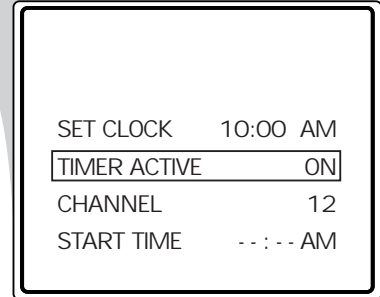 SET CLOCK 10:00 AM
TIMER ACTIVE ON
CHANNEL 12
START TIME - - : - - AM